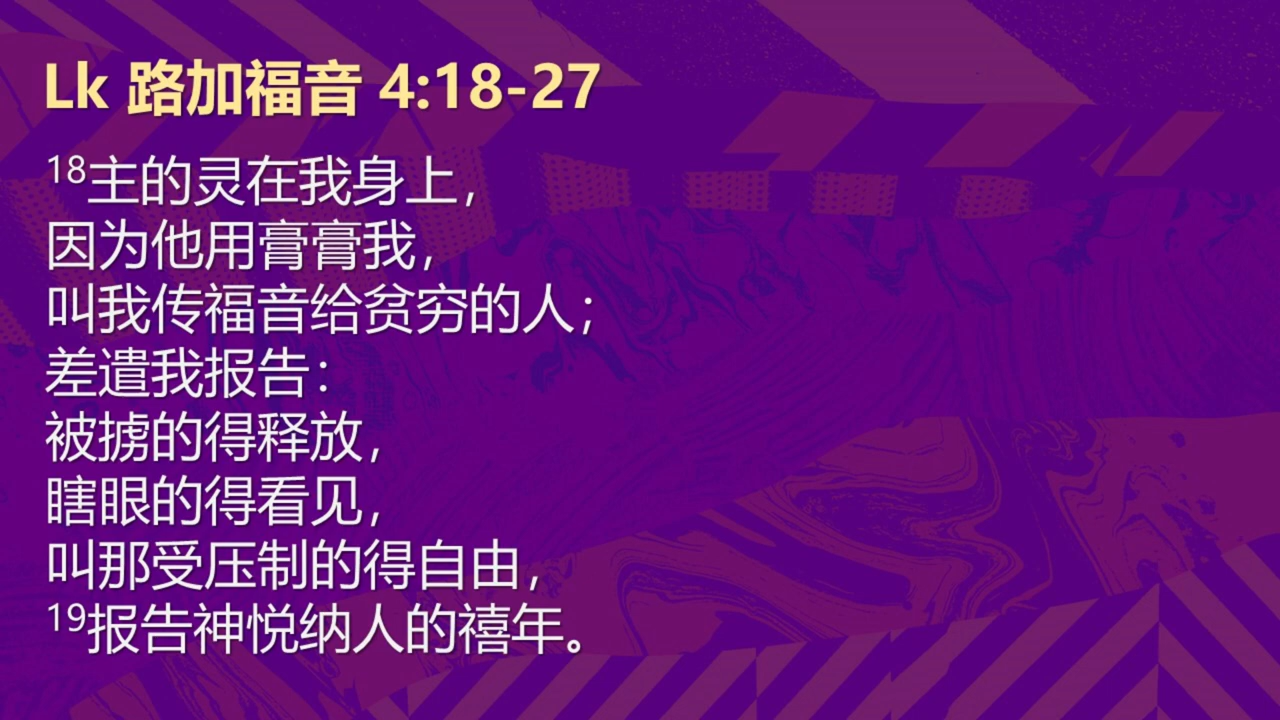 Lk 路加福音 4:18-27
18主的灵在我身上，
因为他用膏膏我，
叫我传福音给贫穷的人；
差遣我报告：
被掳的得释放，
瞎眼的得看见，
叫那受压制的得自由，
19报告神悦纳人的禧年。